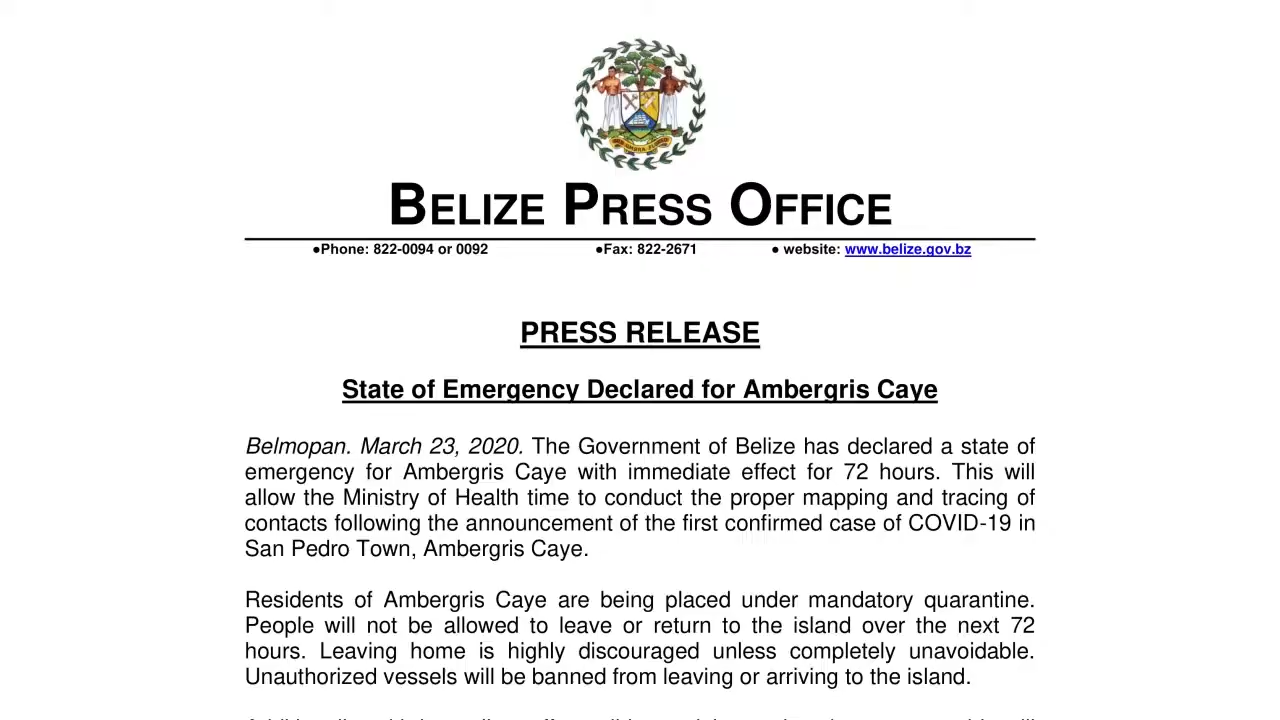 BELIZE PRESS OFFICE
●Phone: 822-0094 or 0092 ●Fax: 822-2671 ● website: www.belize.gov.bz
PRESS RELEASE
State of Emergency Declared for Ambergris Caye
Belmopan. March 23, 2020. The Government of Belize has declared a state of
emergency for Ambergris Caye with immediate effect for 72 hours. This will
allow the Ministry of Health time to conduct the proper mapping and tracing of
contacts following the announcement of the first confirmed case of COVID-19 in
San Pedro Town, Ambergris Caye.
Residents of Ambergris Caye are being placed under mandatory quarantine.
People will not be allowed to leave or return to the island over the next 72
hours. Leaving home is highly discouraged unless completely unavoidable.
Unauthorized vessels will be banned from leaving or arriving to the island.